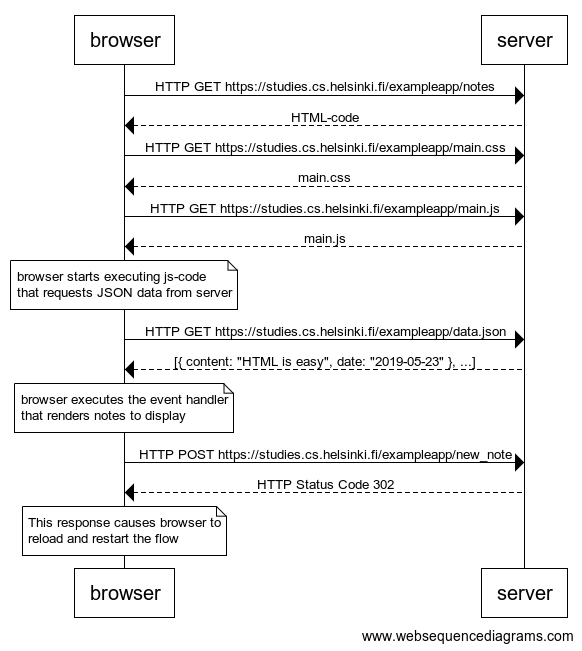 browser
server
HTTP GET https://studies.cs.helsinki.fi/exampleapp/notes
HTML-code
HTTP GET https://studies.cs.helsinki.fi/exampleapp/main.css
main.css
HTTP GET https://studies.cs.helsinki.fi/exampleapp/main.js
main.js
browser starts executing js-code
that requests JSON data from server
HTTP GET https://studies.cs.helsinki.fi/exampleapp/data.json
[{ content: "HTML is easy", date: "2019-05-23" }, ...]
browser executes the event handler
that renders notes to display
HTTP POST https://studies.cs.helsinki.fi/exampleapp/new_note
HTTP Status Code 302
This response causes browser to
reload and restart the flow
browser
server
www.websequencediagrams.com